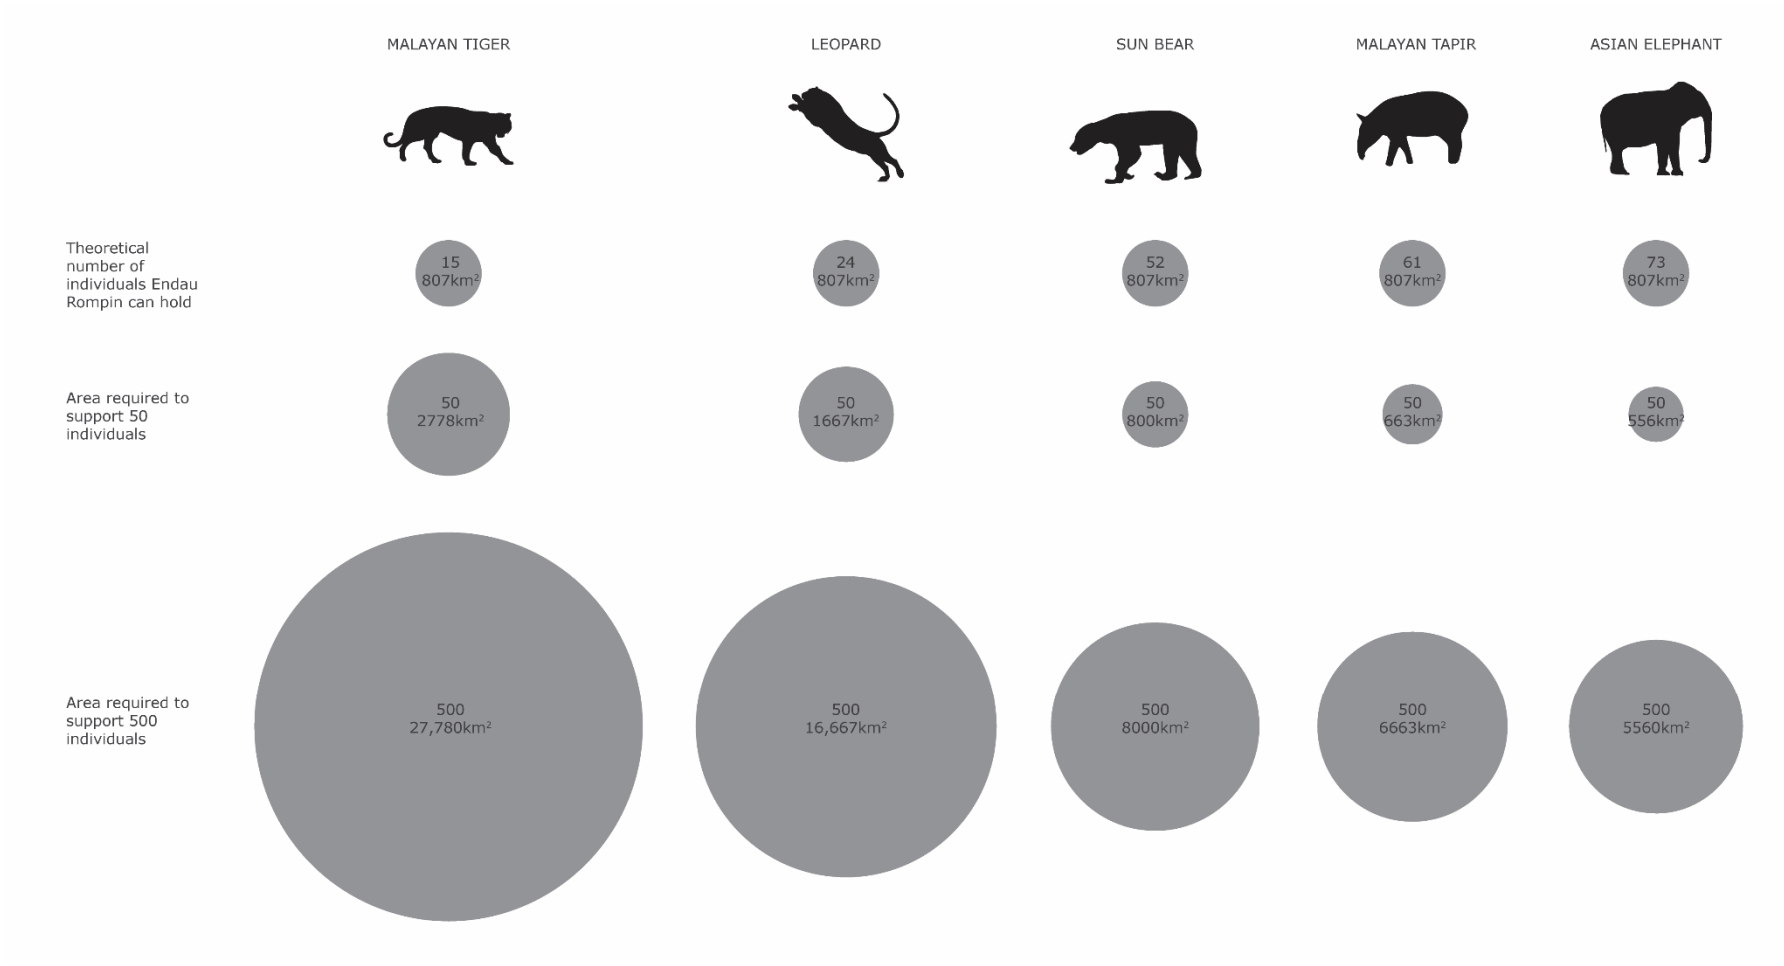 MALAYAN TIGER
LEOPARD
SUN BEAR
MALAYAN TAPIR
ASIAN ELEPHANT
Theoretical
number of
individuals Endau
Rompin can hold
15
807km²
24
807km²
52
807km²
61
807km²
73
807km²
Area required to
support 50
individuals
50
2778km²
50
1667km²
50
800km²
50
663km²
50
556km²
Area required to
support 500
individuals
500
27,780km²
500
16,667km²
500
8000km²
500
6663km²
500
5560km²